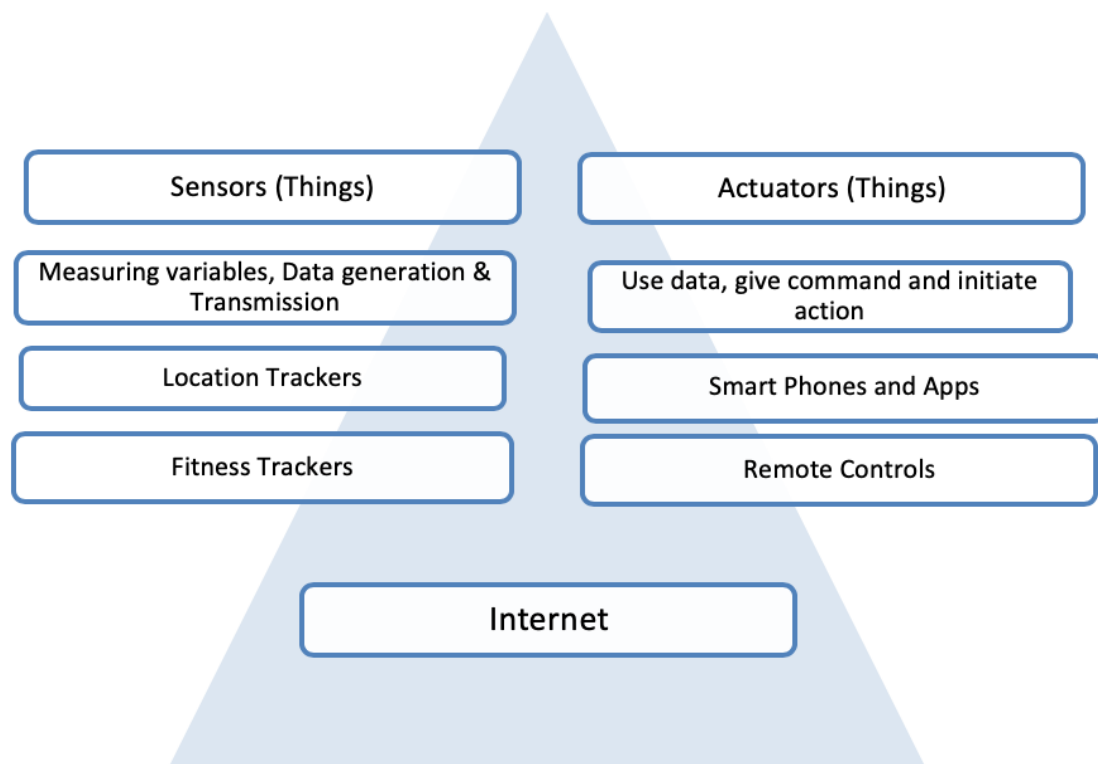 Sensors (Things)
Measuring variables, Data generation &
Transmission
Location Trackers
Fitness Trackers
Actuators (Things)
Use data, give command and initiate
action
Smart Phones and Apps
Remote Controls
Internet